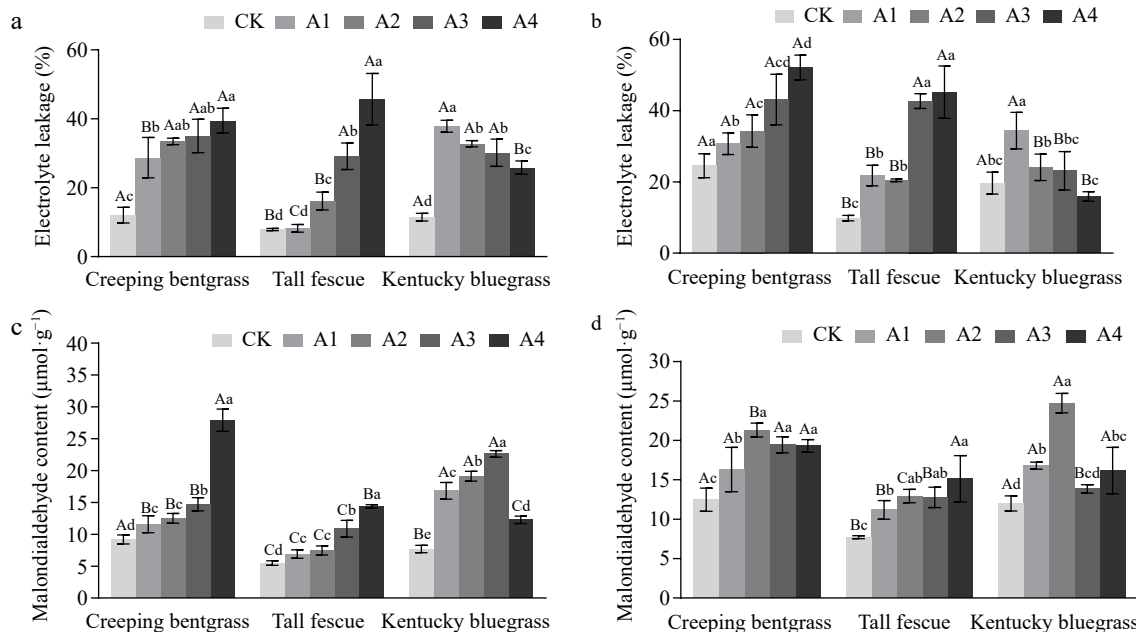 a
CK A1 A2 A3 A4
Electrolyte leakage (%)
60
40
20
0
Ac Bb Aab Aab Aa
Bd Cd Bc Ab Aa
Ad Aa Ab Ab Bc
Creeping bentgrass Tall fescue Kentucky bluegrass
b
CK A1 A2 A3 A4
Electrolyte leakage (%)
60
40
20
0
Aa Ab Ac Acd Ad
Bc Bb Bb Aa Aa
Abc Aa Bb Bbc Bc
Creeping bentgrass Tall fescue Kentucky bluegrass
c
CK A1 A2 A3 A4
Malondialdehyde content (μmol·g⁻¹)
40
35
30
25
20
15
10
5
0
Ad Bc Bc Bb Aa
Cd Cc Cc Cb Ba
Be Ac Ab Aa Cd
Creeping bentgrass Tall fescue Kentucky bluegrass
d
CK A1 A2 A3 A4
Malondialdehyde content (μmol·g⁻¹)
30
25
20
15
10
5
0
Ac Ab Ba Aa Aa
Bc Bb Cab Bab Aa
Ad Ab Aa Bcd Abc
Creeping bentgrass Tall fescue Kentucky bluegrass